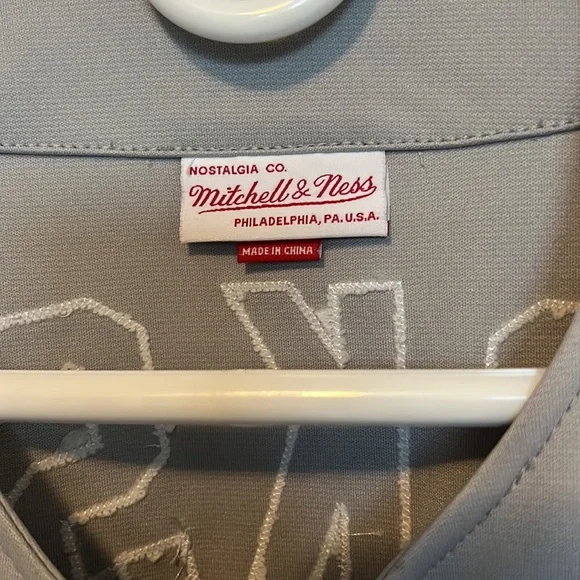 NOSTALGIA CO.
Mitchell & Ness
PHILADELPHIA, PA. U.S.A.
MADE IN CHINA